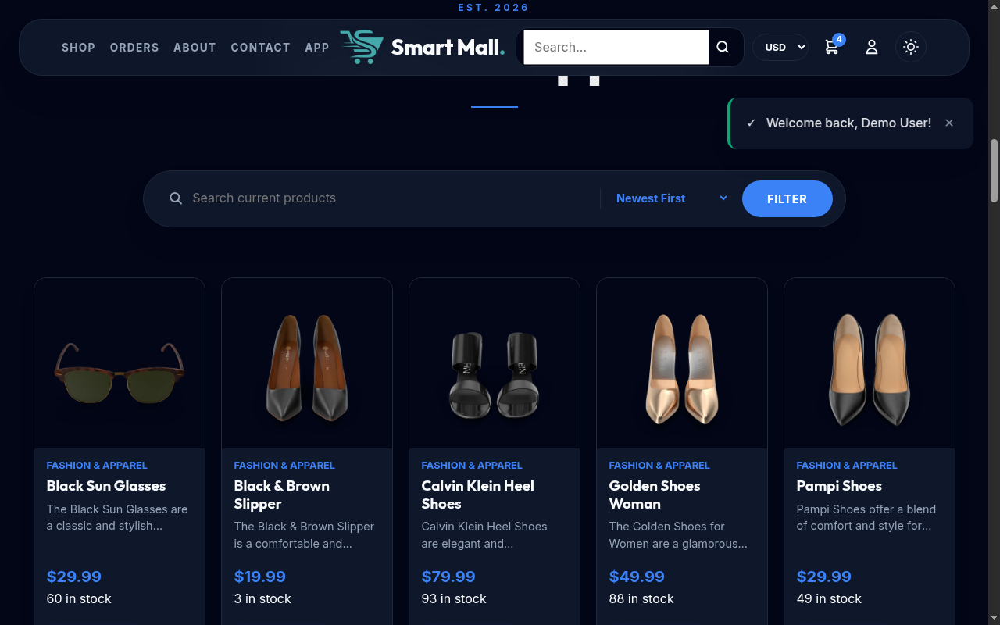 EST. 2026
SHOP ORDERS ABOUT CONTACT APP Smart Mall. Search... USD 4
✓ Welcome back, Demo User! ✕
Search current products Newest First FILTER
FASHION & APPAREL
Black Sun Glasses
The Black Sun Glasses are
a classic and stylish...
$29.99
60 in stock
FASHION & APPAREL
Black & Brown
Slipper
The Black & Brown Slipper
is a comfortable and...
$19.99
3 in stock
FASHION & APPAREL
Calvin Klein Heel
Shoes
Calvin Klein Heel Shoes
are elegant and...
$79.99
93 in stock
FASHION & APPAREL
Golden Shoes
Woman
The Golden Shoes for
Women are a glamorous...
$49.99
88 in stock
FASHION & APPAREL
Pampi Shoes
Pampi Shoes offer a blend
of comfort and style for...
$29.99
49 in stock